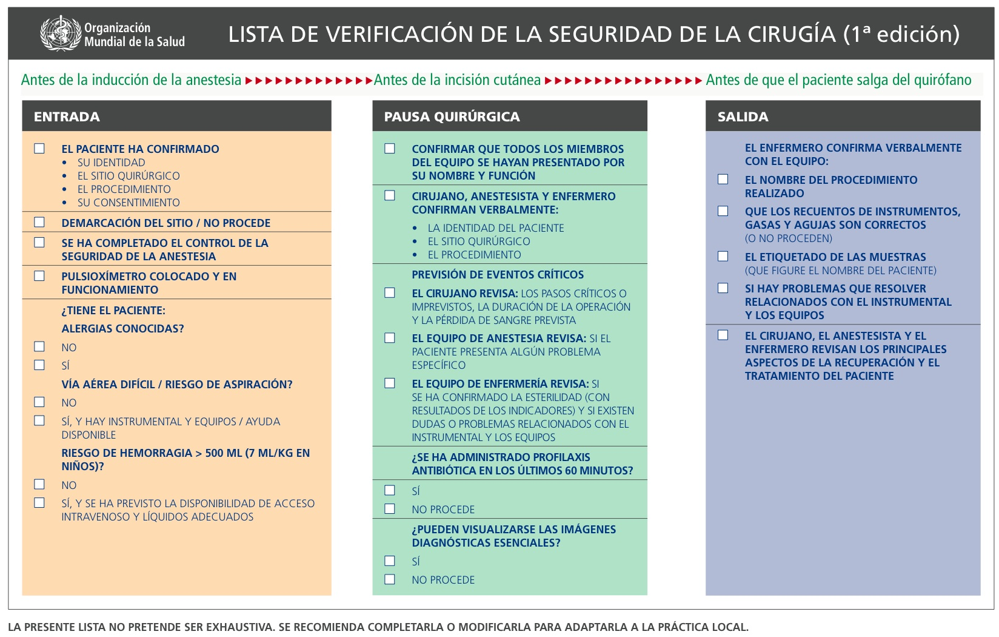 Organización
Mundial de la Salud
LISTA DE VERIFICACIÓN DE LA SEGURIDAD DE LA CIRUGÍA (1ª edición)
Antes de la inducción de la anestesia
Antes de la incisión cutánea
Antes de que el paciente salga del quirófano
ENTRADA
EL PACIENTE HA CONFIRMADO
• SU IDENTIDAD
• EL SITIO QUIRÚRGICO
• EL PROCEDIMIENTO
• SU CONSENTIMIENTO
DEMARCACIÓN DEL SITIO / NO PROCEDE
SE HA COMPLETADO EL CONTROL DE LA
SEGURIDAD DE LA ANESTESIA
PULSIOXÍMETRO COLOCADO Y EN
FUNCIONAMIENTO
¿TIENE EL PACIENTE:
ALERGIAS CONOCIDAS?
NO
SÍ
VÍA AÉREA DIFÍCIL / RIESGO DE ASPIRACIÓN?
NO
SÍ, Y HAY INSTRUMENTAL Y EQUIPOS / AYUDA
DISPONIBLE
RIESGO DE HEMORRAGIA > 500 ML (7 ML/KG EN
NIÑOS)?
NO
SÍ, Y SE HA PREVISTO LA DISPONIBILIDAD DE ACCESO
INTRAVENOSO Y LÍQUIDOS ADECUADOS
PAUSA QUIRÚRGICA
CONFIRMAR QUE TODOS LOS MIEMBROS
DEL EQUIPO SE HAYAN PRESENTADO POR
SU NOMBRE Y FUNCIÓN
CIRUJANO, ANESTESISTA Y ENFERMERO
CONFIRMAN VERBALMENTE:
• LA IDENTIDAD DEL PACIENTE
• EL SITIO QUIRÚRGICO
• EL PROCEDIMIENTO
PREVISIÓN DE EVENTOS CRÍTICOS
EL CIRUJANO REVISA: LOS PASOS CRÍTICOS O
IMPREVISTOS, LA DURACIÓN DE LA OPERACIÓN
Y LA PÉRDIDA DE SANGRE PREVISTA
EL EQUIPO DE ANESTESIA REVISA: SI EL
PACIENTE PRESENTA ALGÚN PROBLEMA
ESPECÍFICO
EL EQUIPO DE ENFERMERÍA REVISA: SI
SE HA CONFIRMADO LA ESTERILIDAD (CON
RESULTADOS DE LOS INDICADORES) Y SI EXISTEN
DUDAS O PROBLEMAS RELACIONADOS CON EL
INSTRUMENTAL Y LOS EQUIPOS
¿SE HA ADMINISTRADO PROFILAXIS
ANTIBIÓTICA EN LOS ÚLTIMOS 60 MINUTOS?
SÍ
NO PROCEDE
¿PUEDEN VISUALIZARSE LAS IMÁGENES
DIAGNÓSTICAS ESENCIALES?
SÍ
NO PROCEDE
SALIDA
EL ENFERMERO CONFIRMA VERBALMENTE
CON EL EQUIPO:
EL NOMBRE DEL PROCEDIMIENTO
REALIZADO
QUE LOS RECUENTOS DE INSTRUMENTOS,
GASAS Y AGUJAS SON CORRECTOS
(O NO PROCEDEN)
EL ETIQUETADO DE LAS MUESTRAS
(QUE FIGURE EL NOMBRE DEL PACIENTE)
SI HAY PROBLEMAS QUE RESOLVER
RELACIONADOS CON EL INSTRUMENTAL
Y LOS EQUIPOS
EL CIRUJANO, EL ANESTESISTA Y EL
ENFERMERO REVISAN LOS PRINCIPALES
ASPECTOS DE LA RECUPERACIÓN Y EL
TRATAMIENTO DEL PACIENTE
LA PRESENTE LISTA NO PRETENDE SER EXHAUSTIVA. SE RECOMIENDA COMPLETARLA O MODIFICARLA PARA ADAPTARLA A LA PRÁCTICA LOCAL.